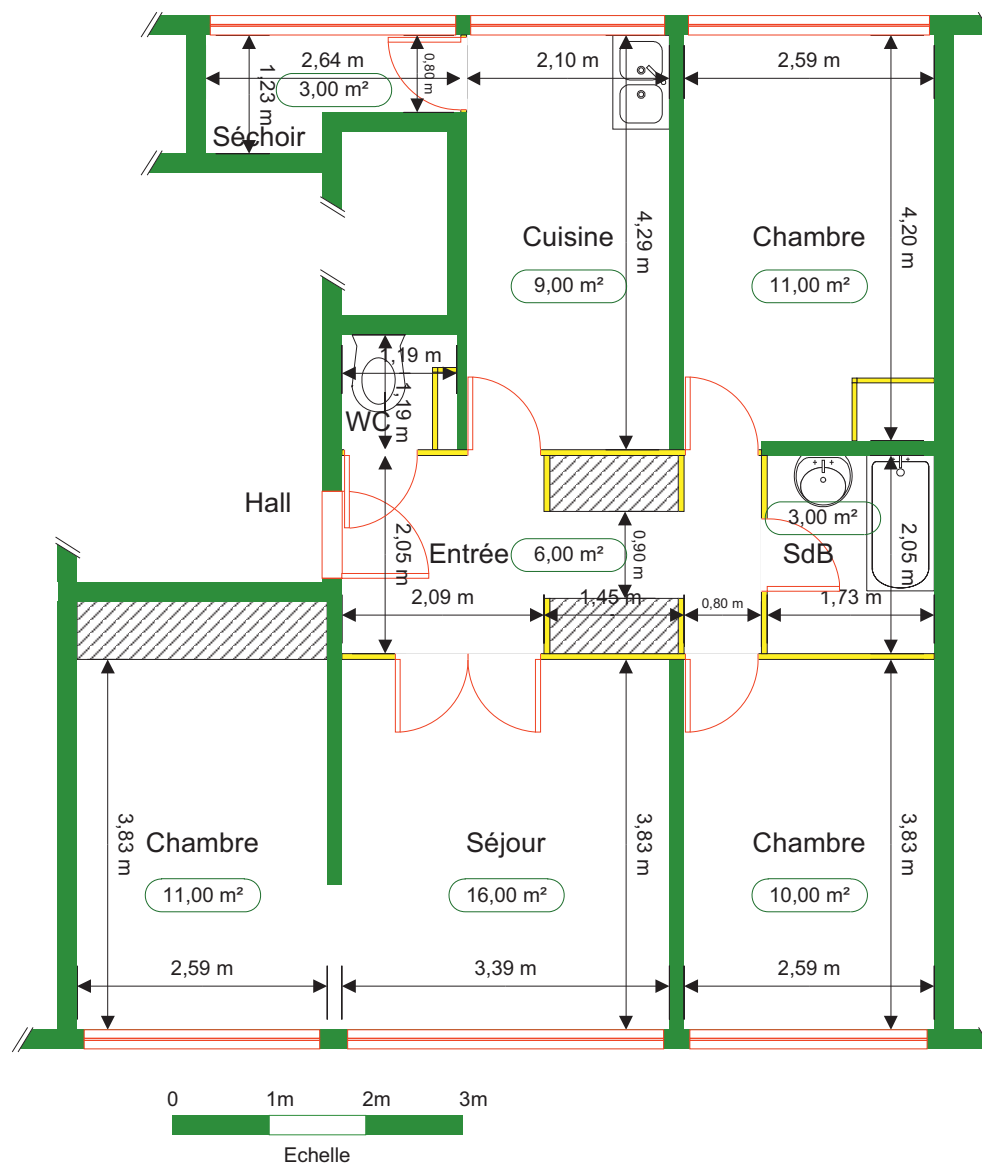 2,64 m
0,80 m
2,10 m
2,59 m
1,23 m
3,00 m²
Séchoir
4,29 m
4,20 m
Cuisine
Chambre
9,00 m²
11,00 m²
1,19 m
1,19 m
WC
Hall
2,05 m
Entrée
6,00 m²
0,90 m
3,00 m²
SdB
2,05 m
2,09 m
1,45 m
0,80 m
1,73 m
3,83 m
Chambre
Séjour
3,83 m
Chambre
3,83 m
11,00 m²
16,00 m²
10,00 m²
2,59 m
3,39 m
2,59 m
0 1m 2m 3m
Echelle